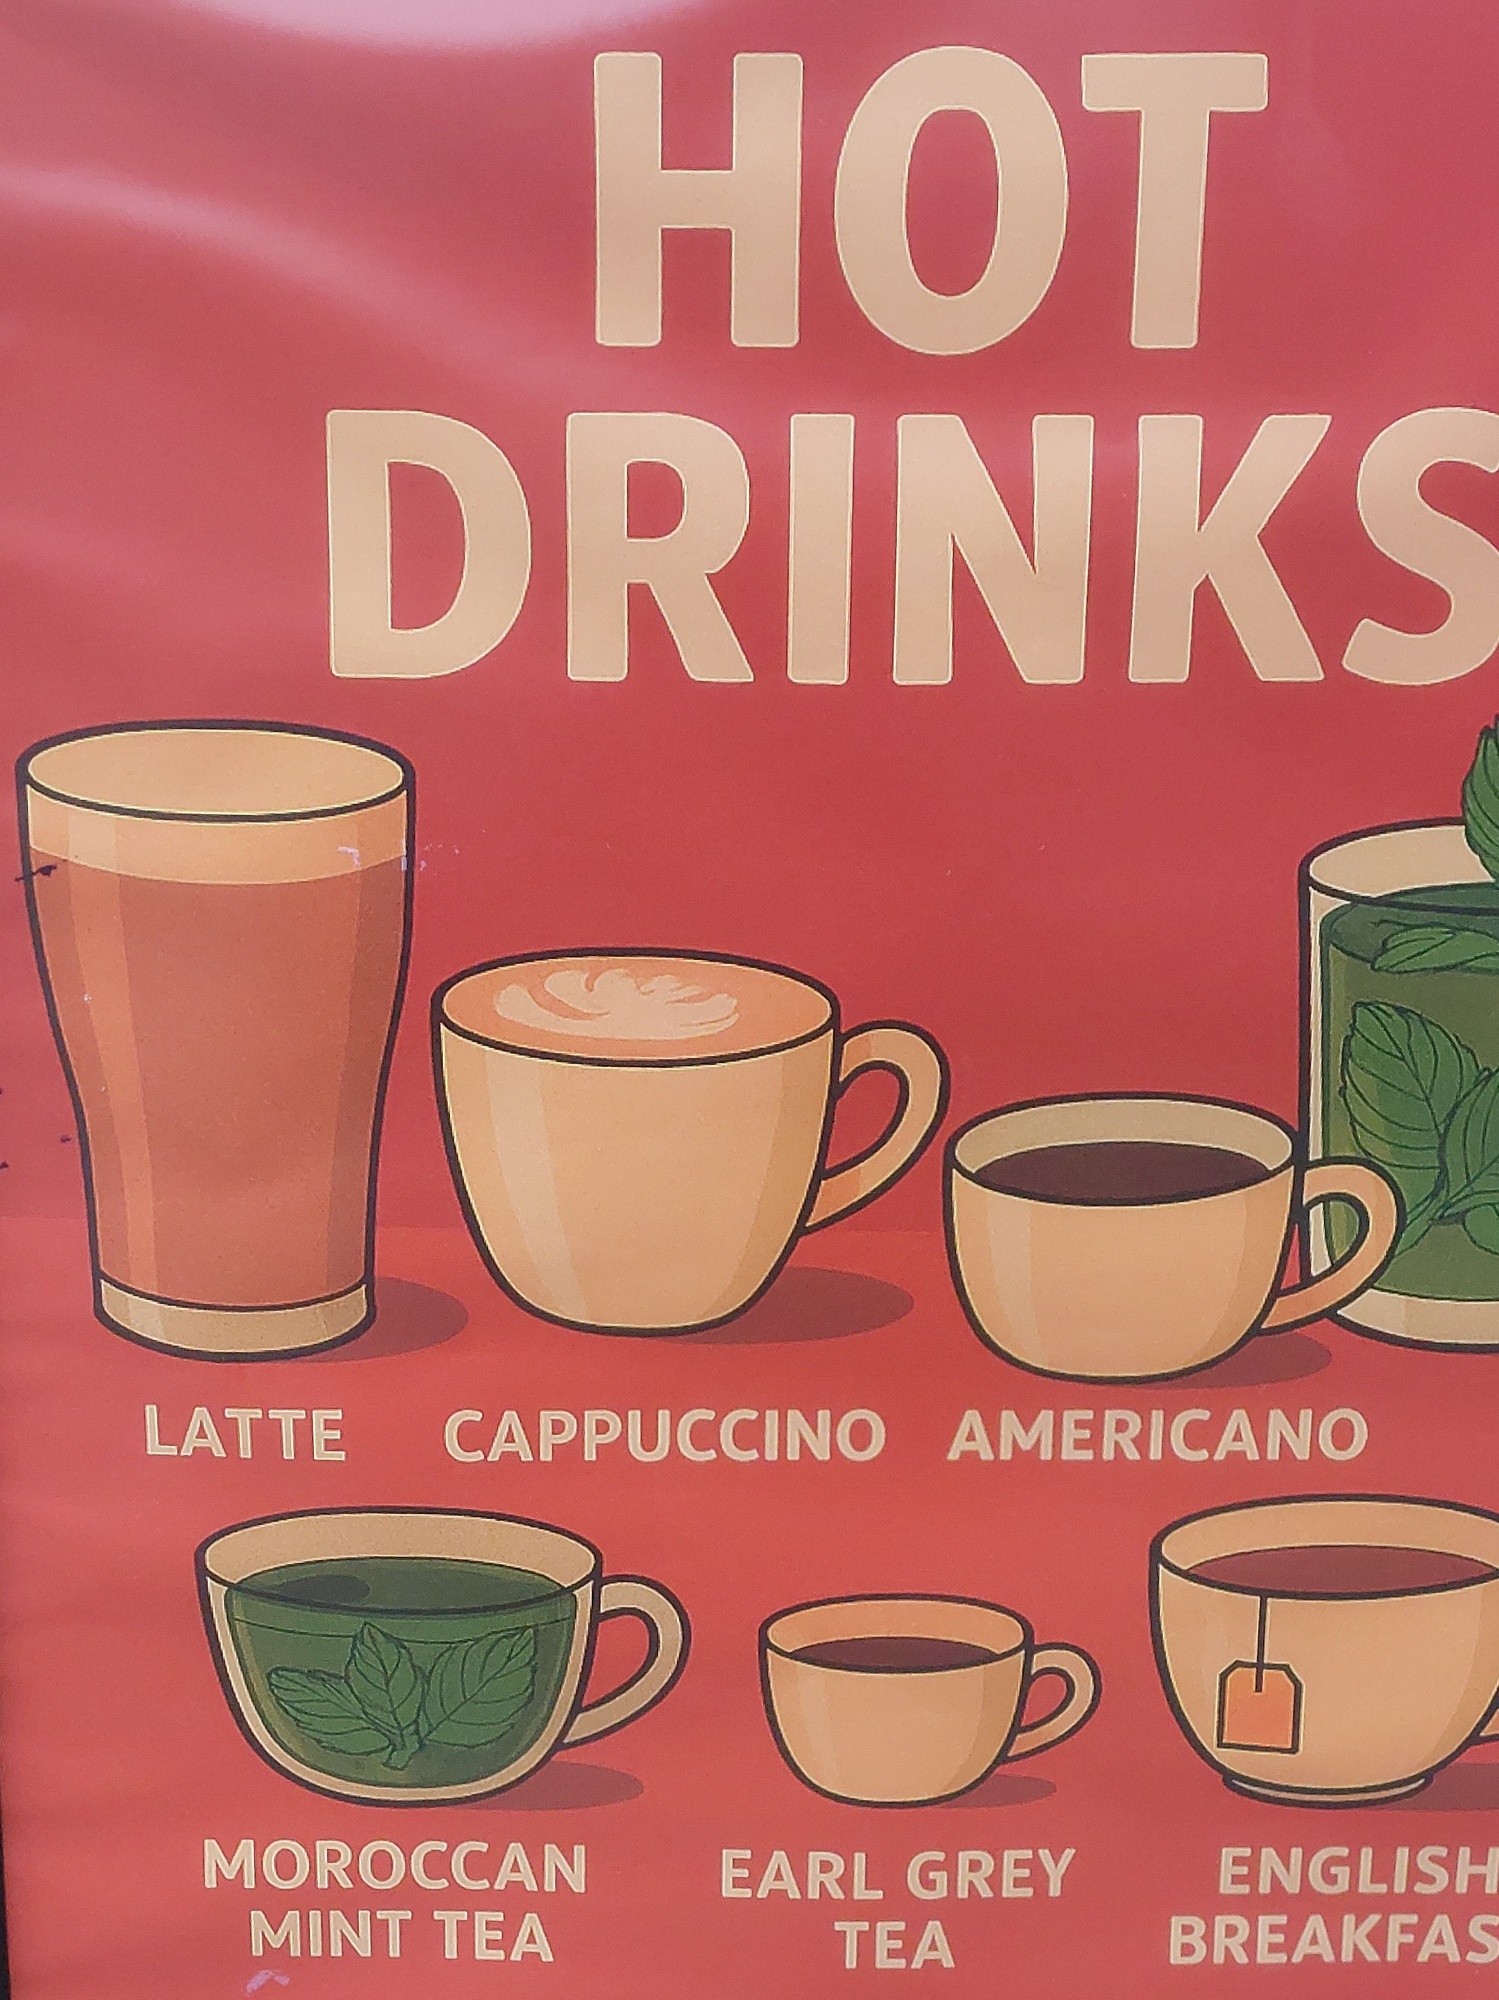 HOT
DRINKS
LATTE CAPPUCCINO AMERICANO
MOROCCAN
MINT TEA
EARL GREY
TEA
ENGLISH
BREAKFAS